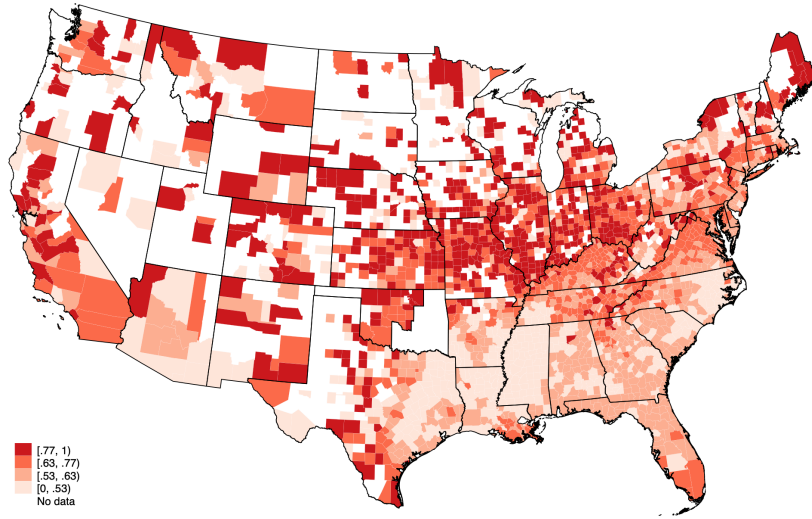 [.77, 1)
[.63, .77)
[.53, .63)
[0, .53)
No data